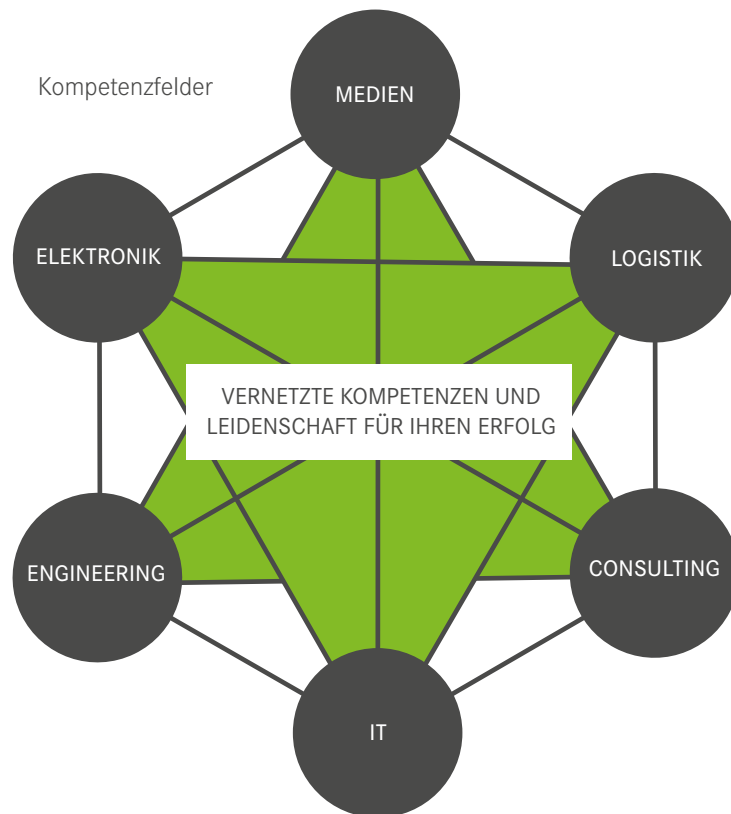 Kompetenzfelder
MEDIEN
ELEKTRONIK
LOGISTIK
VERNETZTE KOMPETENZEN UND
LEIDENSCHAFT FÜR IHREN ERFOLG
ENGINEERING
CONSULTING
IT